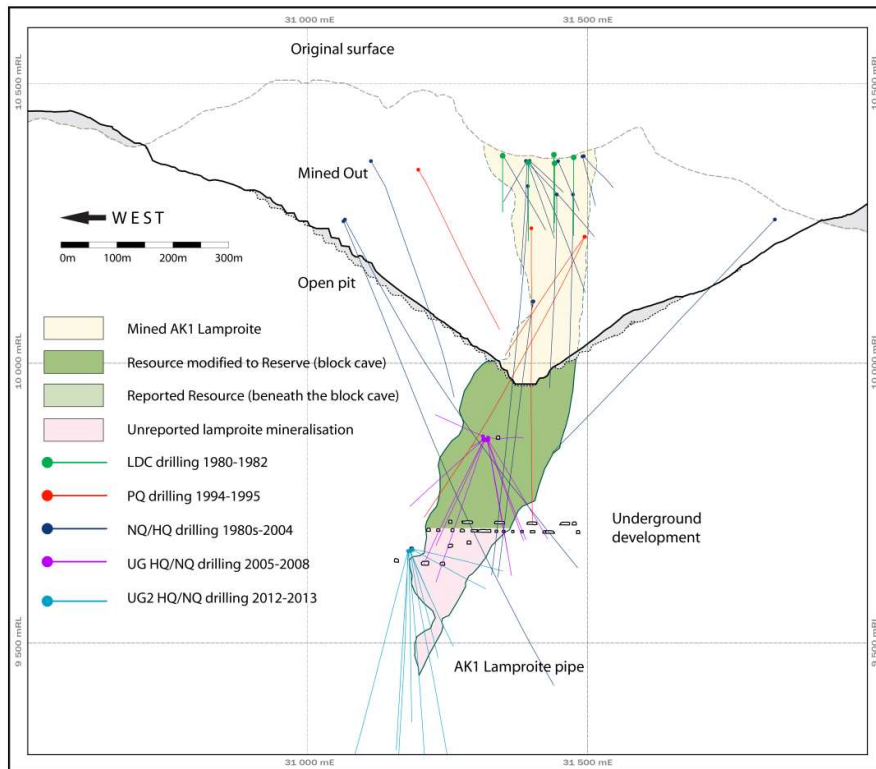 31 000 mE
31 500 mE
Original surface
10 500 mRL
10 500 mRL
Mined Out
WEST
0m 100m 200m 300m
Open pit
Mined AK1 Lamproite
10 000 mRL
10 000 mRL
Resource modified to Reserve (block cave)
Reported Resource (beneath the block cave)
Unreported lamproite mineralisation
LDC drilling 1980-1982
PQ drilling 1994-1995
NQ/HQ drilling 1980s-2004
Underground
development
UG HQ/NQ drilling 2005-2008
UG2 HQ/NQ drilling 2012-2013
9 500 mRL
9 500 mRL
AK1 Lamproite pipe
31 000 mE
31 500 mE